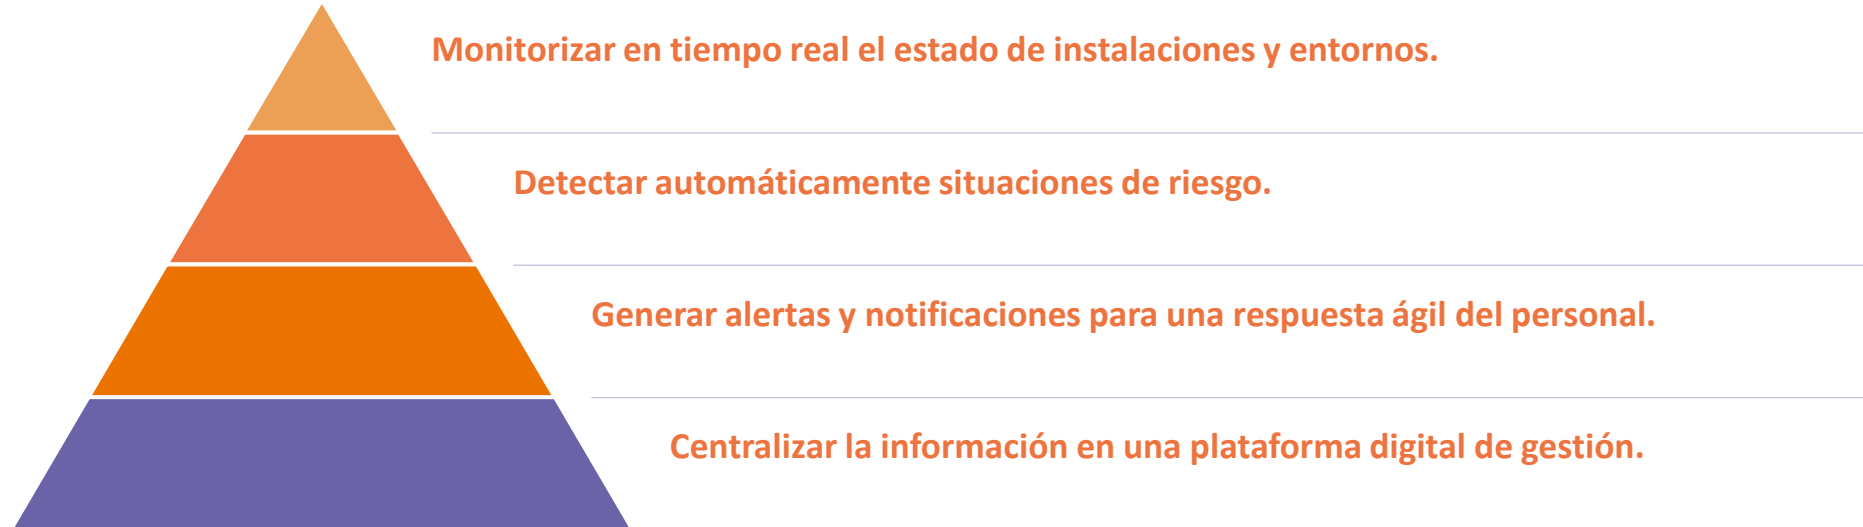 Monitorizar en tiempo real el estado de instalaciones y entornos.
Detectar automáticamente situaciones de riesgo.
Generar alertas y notificaciones para una respuesta ágil del personal.
Centralizar la información en una plataforma digital de gestión.